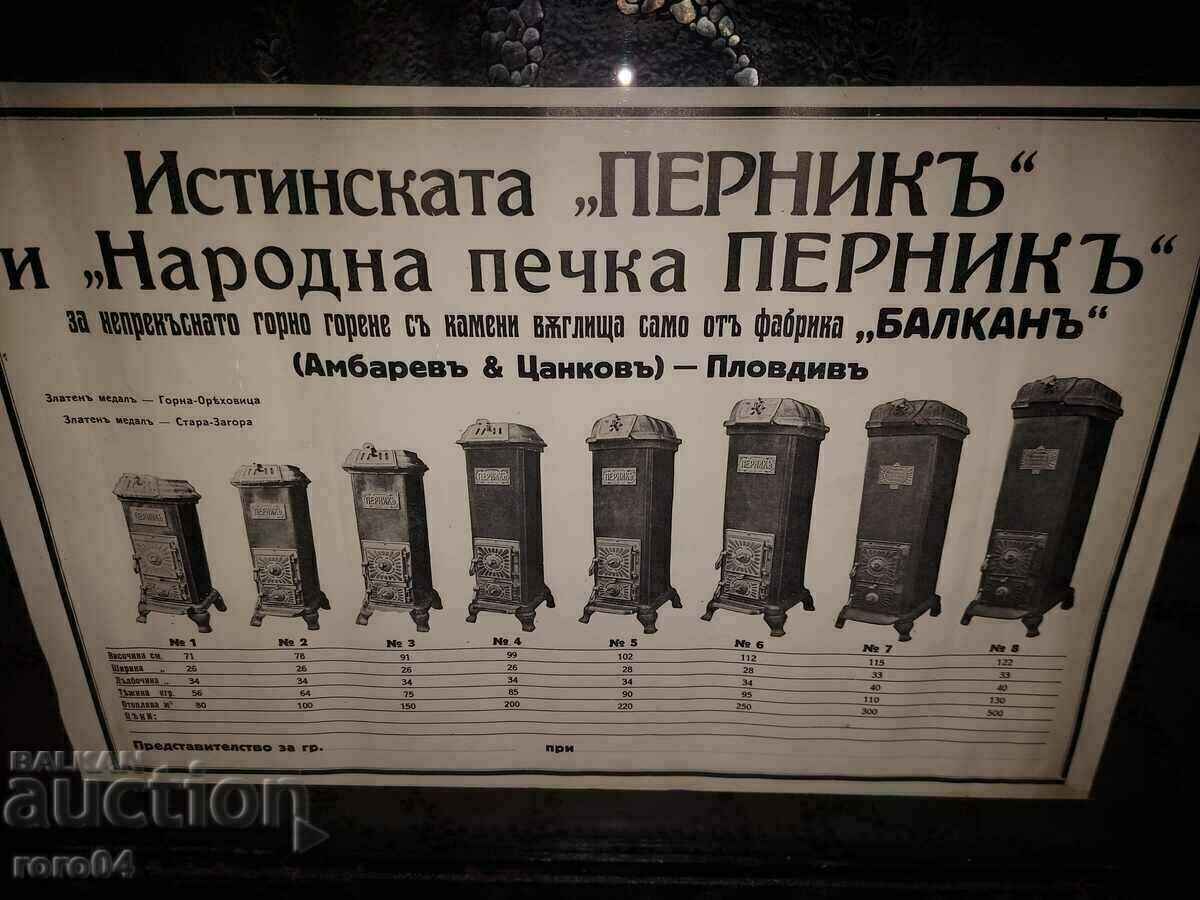 Истинската „ПЕРНИКЪ“
и „Народна печка ПЕРНИКЪ“
за непрекъснато горно горене съ камени вѫглища само отъ фабрика „БАЛКАНЪ“
(Амбаревъ & Цанковъ) — Пловдивъ
Златенъ медалъ — Горна-Орѣховица
Златенъ медалъ — Стара-Загора
ПЕРНИКЪ ПЕРНИКЪ ПЕРНИКЪ ПЕРНИКЪ ПЕРНИКЪ ПЕРНИКЪ
№ 1 № 2 № 3 № 4 № 5 № 6 № 7 № 8
Височина см. 71 78 91 99 102 112 115 122
Ширина „ 26 26 26 26 28 28 33 33
Дълбочина „ 34 34 34 34 34 34 40 40
Тѫжина кгр. 56 64 75 85 90 95 110 130
Отоплява м³ 80 100 150 200 220 250 300 500
ЦѢНИ:
Представителство за гр. при
BALKAN
auction
roro04